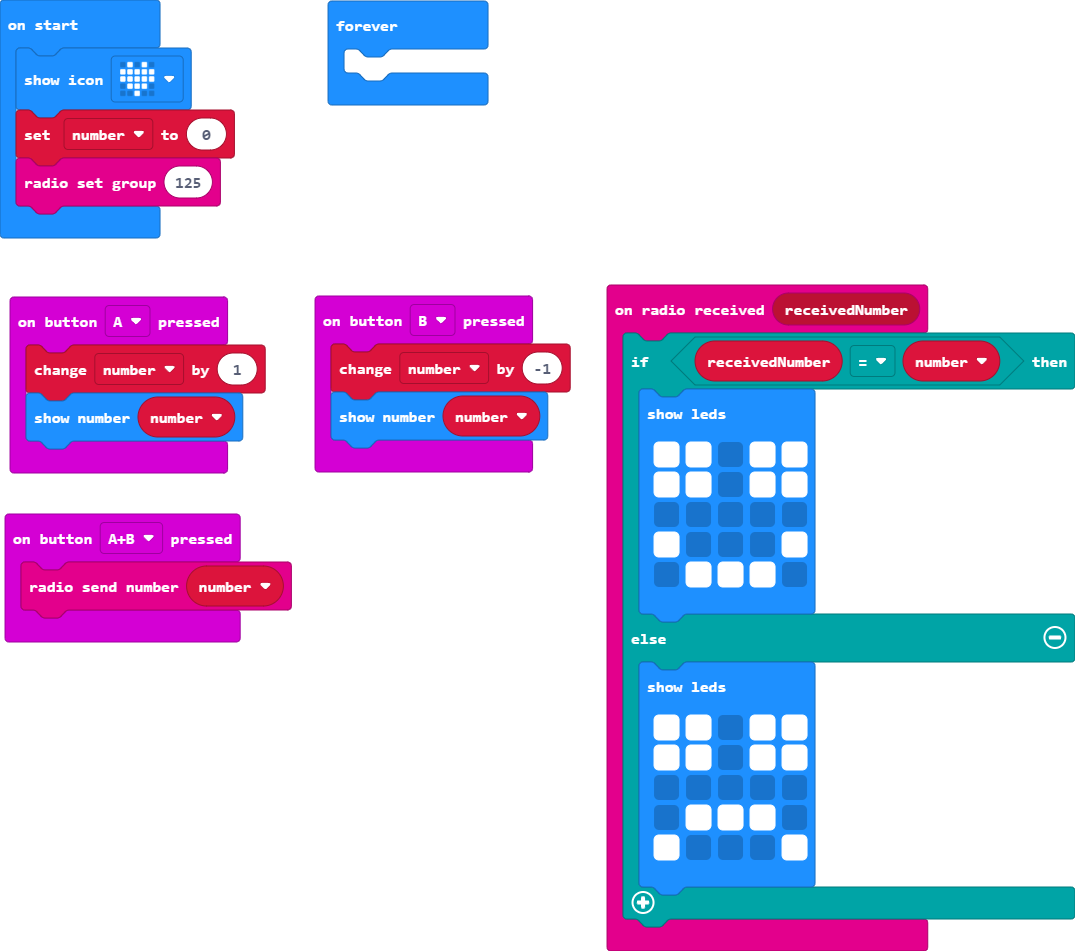 on start
show icon
set number to 0
radio set group 125
forever
on button A pressed
change number by 1
show number number
on button B pressed
change number by -1
show number number
on button A+B pressed
radio send number number
on radio received receivedNumber
if receivedNumber = number then
show leds
else
show leds